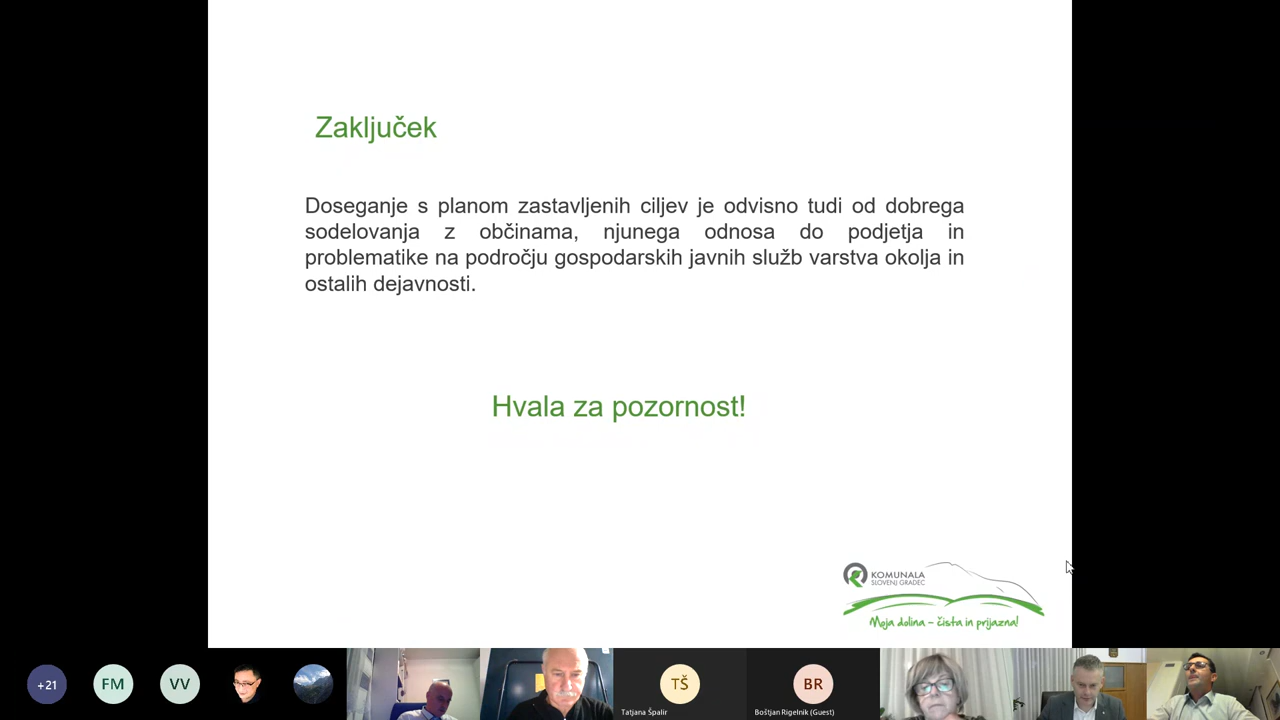 Zaključek
Doseganje s planom zastavljenih ciljev je odvisno tudi od dobrega
sodelovanja z občinama, njunega odnosa do podjetja in
problematike na področju gospodarskih javnih služb varstva okolja in
ostalih dejavnosti.
Hvala za pozornost!
KOMUNALA
SLOVENJ GRADEC
Moja dolina – čista in prijazna!
+21
FM
VV
TŠ
BR
Tatjana Špalir
Boštjan Rigelnik (Guest)